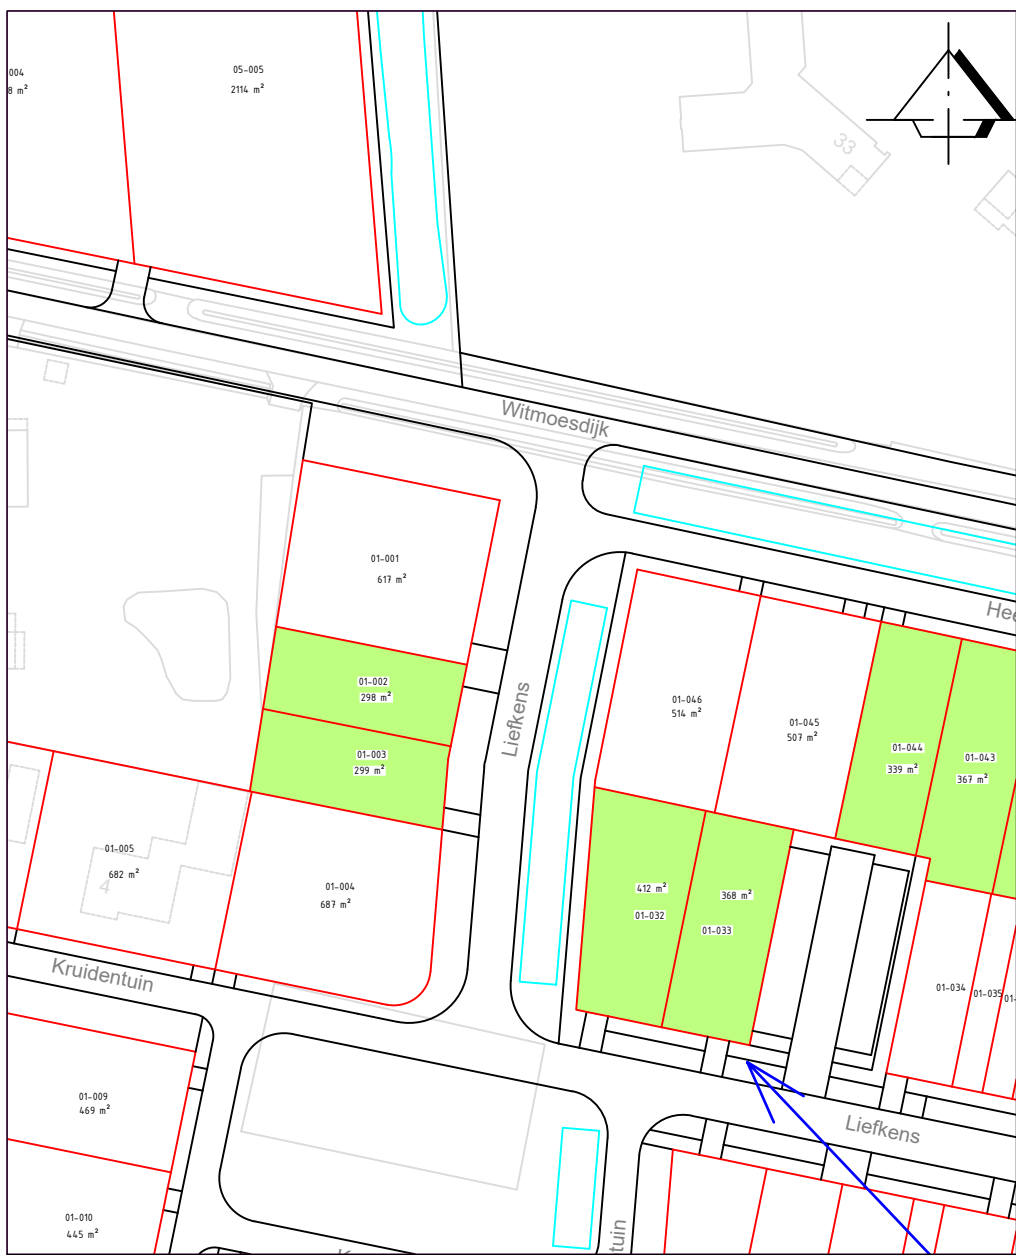 004
8 m²
05-005
2114 m²
33
Witmoesdijk
01-001
617 m²
Hee
01-002
298 m²
01-003
299 m²
Liefkens
01-046
514 m²
01-045
507 m²
01-044
339 m²
01-043
367 m²
01-005
682 m²
4
01-004
687 m²
412 m²
01-032
368 m²
01-033
Kruidentuin
01-034
01-035
01-
01-009
469 m²
Liefkens
01-010
445 m²
tuin